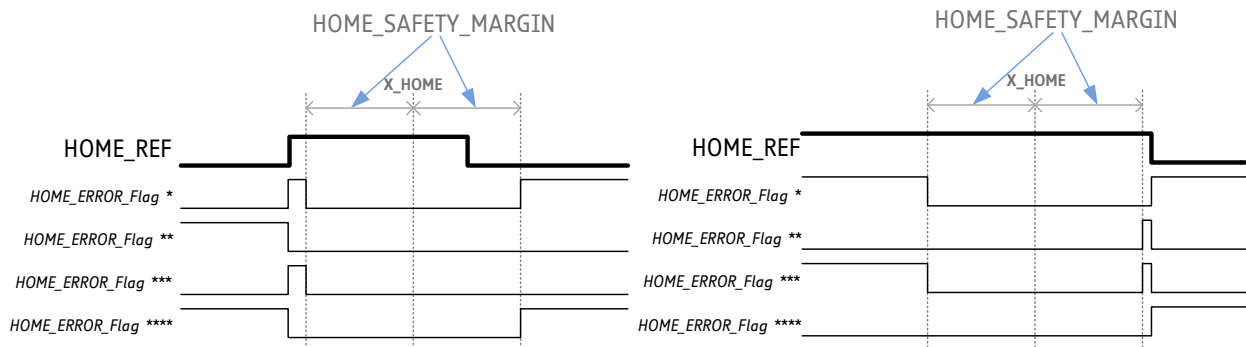 HOME_SAFETY_MARGIN
X_HOME
HOME_REF
HOME_ERROR_Flag *
HOME_ERROR_Flag **
HOME_ERROR_Flag ***
HOME_ERROR_Flag ****
HOME_SAFETY_MARGIN
X_HOME
HOME_REF
HOME_ERROR_Flag *
HOME_ERROR_Flag **
HOME_ERROR_Flag ***
HOME_ERROR_Flag ****